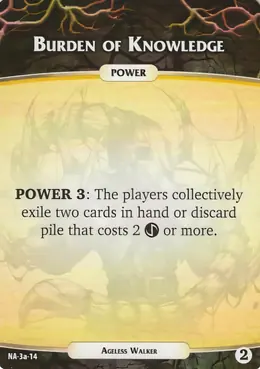 BURDEN OF KNOWLEDGE
POWER
POWER 3: The players collectively
exile two cards in hand or discard
pile that costs 2 or more.
AGELESS WALKER
NA-3a-14
2